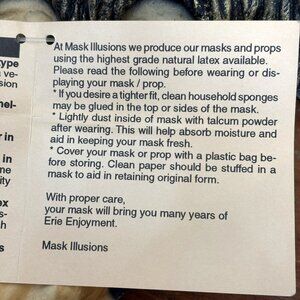 At Mask Illusions we produce our masks and props
using the highest grade natural latex available.
Please read the following before wearing or dis-
playing your mask / prop.
* If you desire a tighter fit, clean household sponges
may be glued in the top or sides of the mask.
* Lightly dust inside of mask with talcum powder
after wearing. This will help absorb moisture and
aid in keeping your mask fresh.
* Cover your mask or prop with a plastic bag be-
fore storing. Clean paper should be stuffed in a
mask to aid in retaining original form.
With proper care,
your mask will bring you many years of
Erie Enjoyment.
Mask Illusions